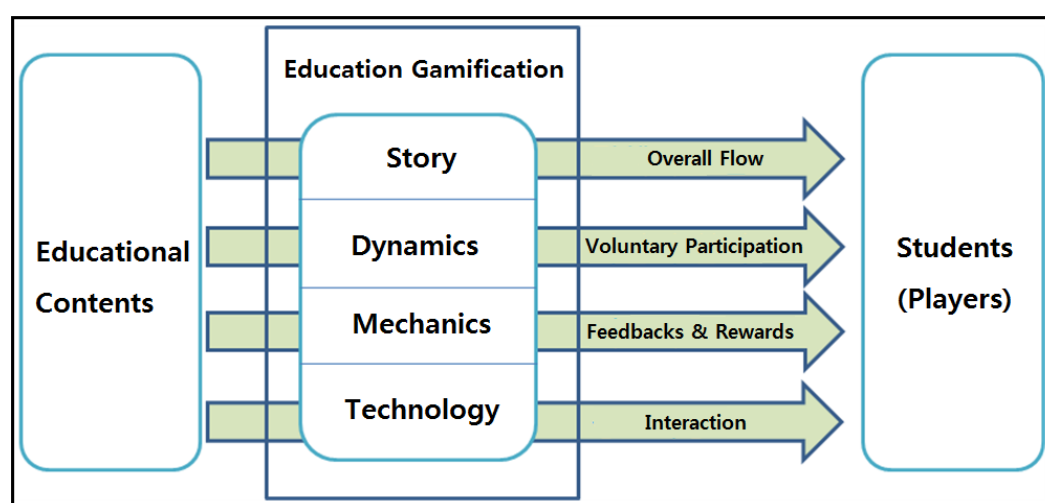 Education Gamification
Educational
Contents
Story
Dynamics
Mechanics
Technology
Overall Flow
Voluntary Participation
Feedbacks & Rewards
Interaction
Students
(Players)